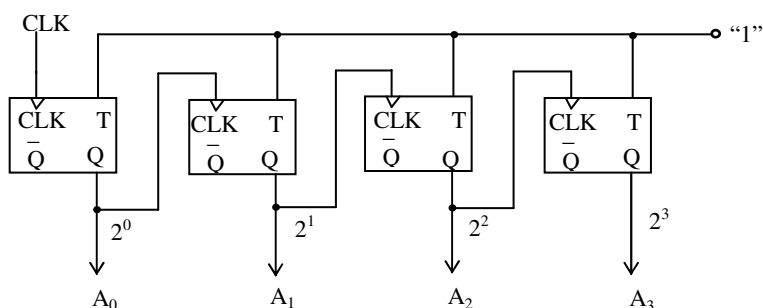 CLK
“1”
CLK T
Q̅ Q
CLK T
Q̅ Q
CLK T
Q̅ Q
CLK T
Q̅ Q
2⁰
2¹
2²
2³
A₀
A₁
A₂
A₃